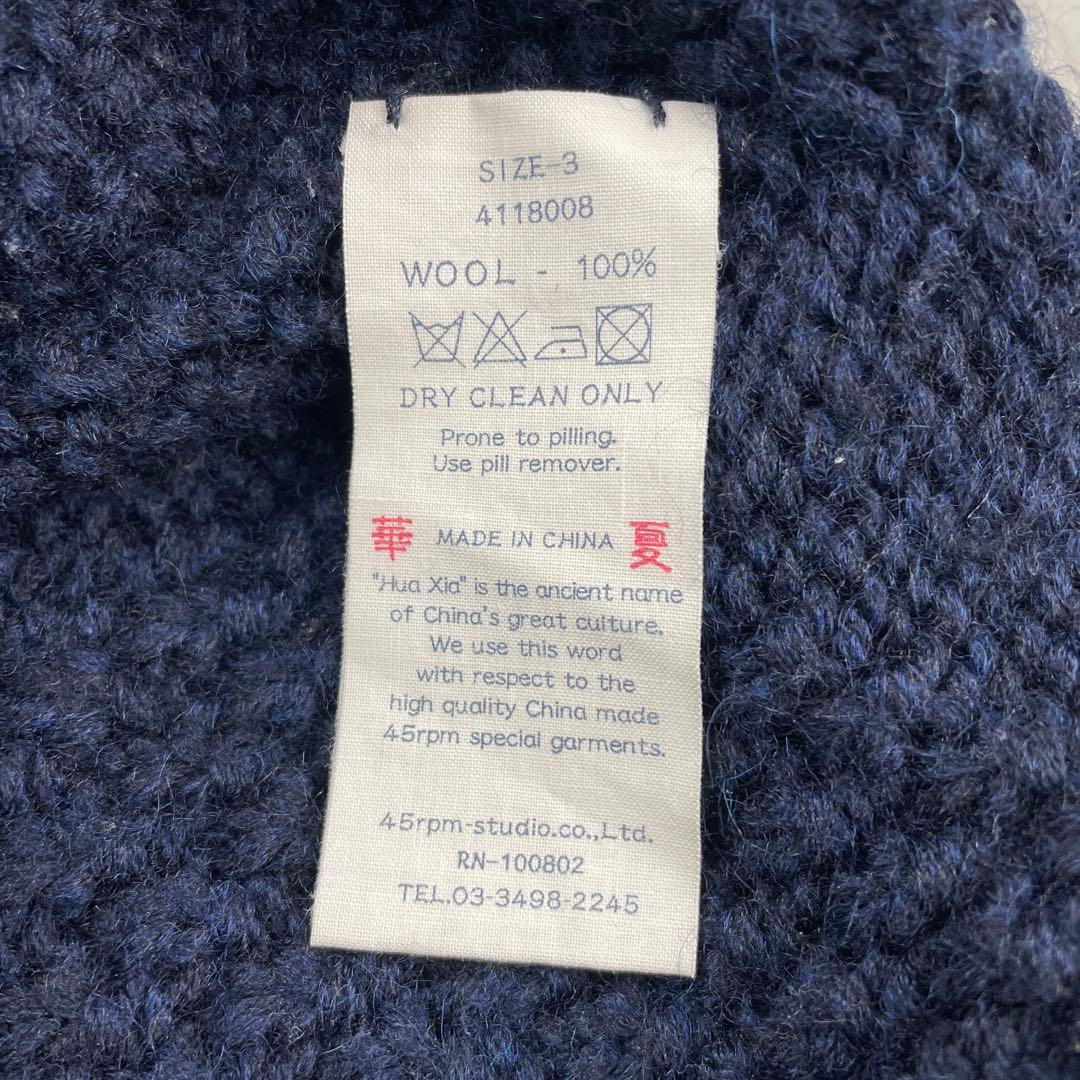 SIZE-3
4118008
WOOL - 100%
DRY CLEAN ONLY
Prone to pilling.
Use pill remover.
華 MADE IN CHINA 夏
"Hua Xia" is the ancient name
of China's great culture.
We use this word
with respect to the
high quality China made
45rpm special garments.
45rpm-studio.co.,Ltd.
RN-100802
TEL.03-3498-2245